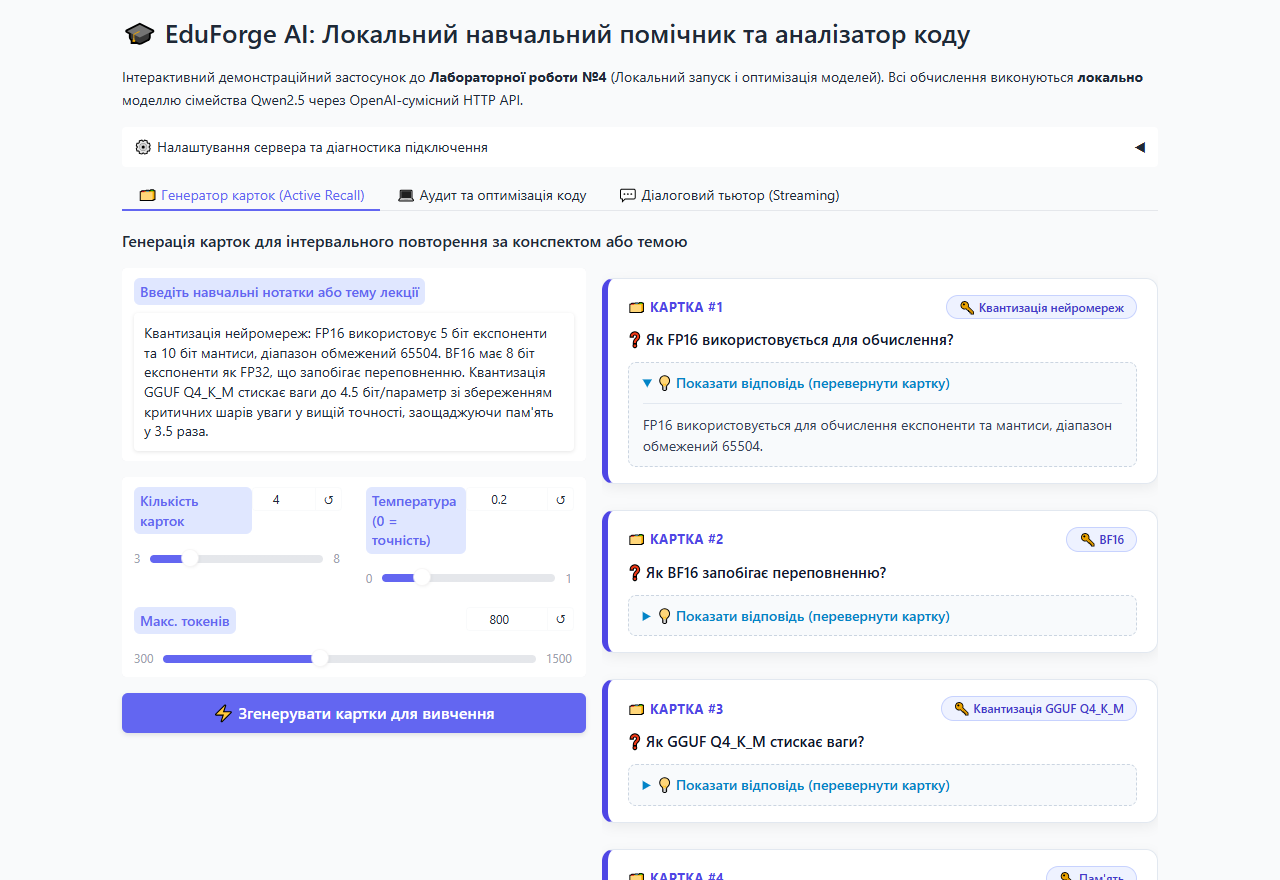 EduForge AI: Локальний навчальний помічник та аналізатор коду
Інтерактивний демонстраційний застосунок до Лабораторної роботи №4 (Локальний запуск і оптимізація моделей). Всі обчислення виконуються локально
моделлю сімейства Qwen2.5 через OpenAI-сумісний HTTP API.
Налаштування сервера та діагностика підключення
Генератор карток (Active Recall)
Аудит та оптимізація коду
Діалоговий тьютор (Streaming)
Генерація карток для інтервального повторення за конспектом або темою
Введіть навчальні нотатки або тему лекції
Квантизація нейромереж: FP16 використовує 5 біт експоненти
та 10 біт мантиси, діапазон обмежений 65504. BF16 має 8 біт
експоненти як FP32, що запобігає переповненню. Квантизація
GGUF Q4_K_M стискає ваги до 4.5 біт/параметр зі збереженням
критичних шарів уваги у вищій точності, заощаджуючи пам'ять
у 3.5 раза.
Кількість
карток
4
3
8
Температура
(0 =
точність)
0.2
0
1
Макс. токенів
800
300
1500
Згенерувати картки для вивчення
КАРТКА #1
Квантизація нейромереж
Як FP16 використовується для обчислення?
Показати відповідь (перевернути картку)
FP16 використовується для обчислення експоненти та мантиси, діапазон
обмежений 65504.
КАРТКА #2
BF16
Як BF16 запобігає переповненню?
Показати відповідь (перевернути картку)
КАРТКА #3
Квантизація GGUF Q4_K_M
Як GGUF Q4_K_M стискає ваги?
Показати відповідь (перевернути картку)
КАРТКА #4
Пам'ять